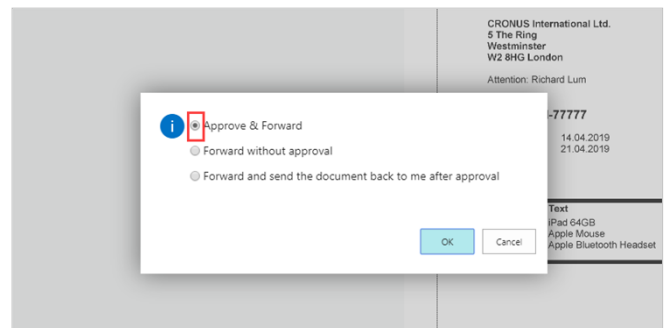 CRONUS International Ltd.
5 The Ring
Westminster
W2 8HG London
Attention: Richard Lum
-77777
14.04.2019
21.04.2019
Approve & Forward
Forward without approval
Forward and send the document back to me after approval
OK
Cancel
Text
iPad 64GB
Apple Mouse
Apple Bluetooth Headset